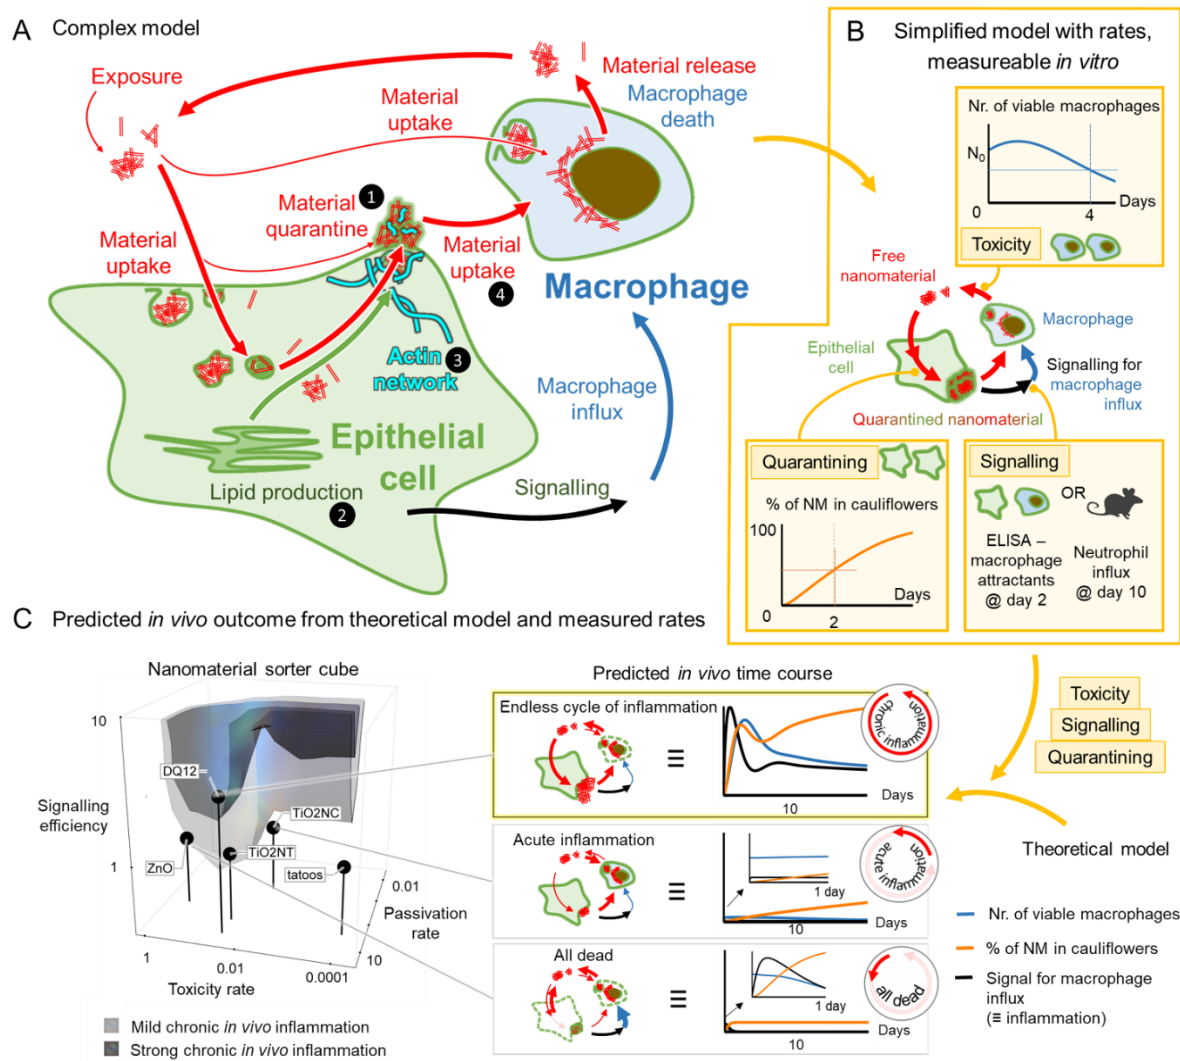 A Complex model
Exposure
Material
uptake
Material release
Macrophage
death
Material
quarantine
1
Material
uptake
Material
uptake
4
Macrophage
Actin
network
3
Macrophage
influx
Epithelial
cell
Lipid production
2
Signalling
B Simplified model with rates,
measureable in vitro
Nr. of viable macrophages
N0
0
4
Days
Toxicity
Free
nanomaterial
Macrophage
Epithelial
cell
Signalling for
macrophage
influx
Quarantined nanomaterial
Quarantining
% of NM in cauliflowers
100
0
2
Days
Signalling
OR
ELISA –
macrophage
attractants
@ day 2
Neutrophil
influx
@ day 10
Toxicity
Signalling
Quarantining
Theoretical model
C Predicted in vivo outcome from theoretical model and measured rates
Nanomaterial sorter cube
10
DQ12
Signalling
efficiency
TiO2NC
1
ZnO
TiO2NT
tatoos
0.01
Passivation
rate
10
1
0.01
0.0001
Toxicity rate
Mild chronic in vivo inflammation
Strong chronic in vivo inflammation
Predicted in vivo time course
Endless cycle of inflammation
≡
Days
10
chronic inflammation
Acute inflammation
≡
1 day
Days
10
acute inflammation
All dead
≡
1 day
Days
10
all dead
Nr. of viable macrophages
% of NM in cauliflowers
Signal for macrophage
influx
(≡ inflammation)